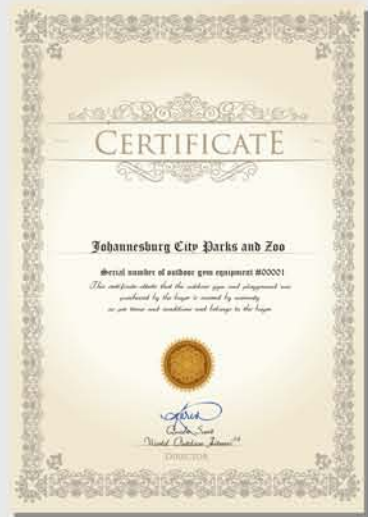 CERTIFICATE
Johannesburg City Parks and Zoo
Serial number of outdoor gym equipment #00001
This certificate attests that the outdoor gym and playground was
purchased by the buyer is covered by warranty
as per terms and conditions and belongs to the buyer
World Outdoor Fitness
DIRECTOR